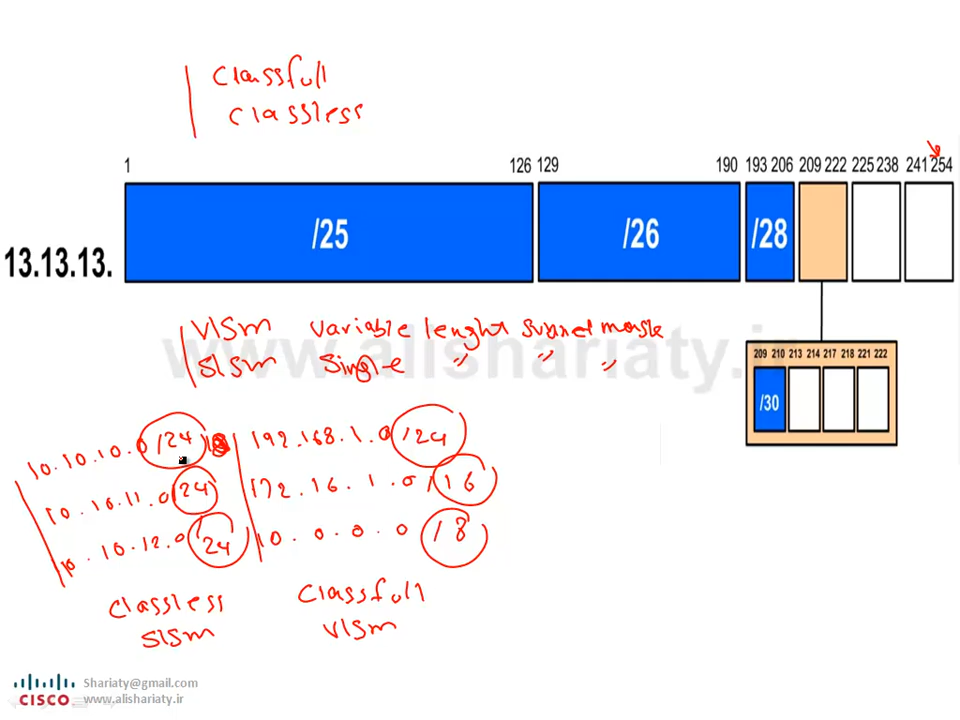 Classfull
Classless
1 126 129 190 193 206 209 222 225 238 241 254
13.13.13. /25 /26 /28
VlSm variable lenght subnet mask
SlSm Single " " "
www.alishariaty.ir
209 210 213 214 217 218 221 222
/30
10.10.10.0 /24
10.10.11.0 24
10.10.12.0 24
Classless
SlSm
192.168.1.0 /24
172.16.1.0 /16
10.0.0.0 /8
Classfull
VlSm
CISCO
Shariaty@gmail.com
www.alishariaty.ir